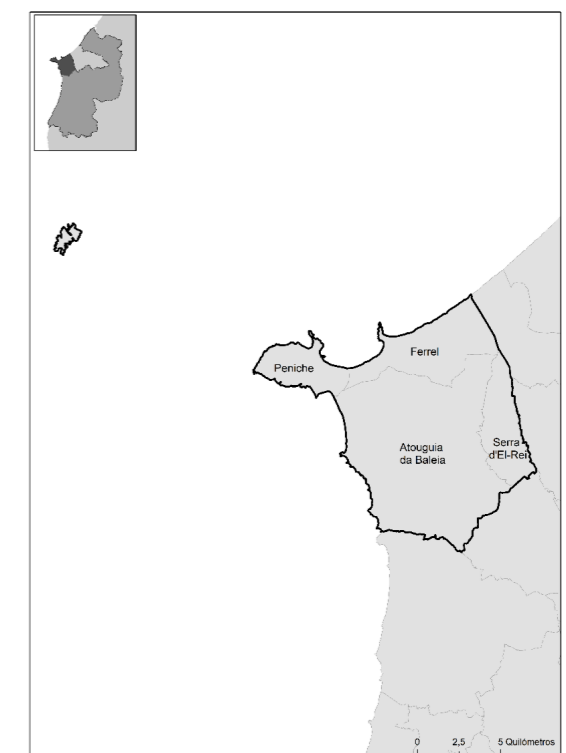 Ferrel
Peniche
Atouguia
da Baleia
Serra
d'El-Rei
0 2,5 5 Quilómetros